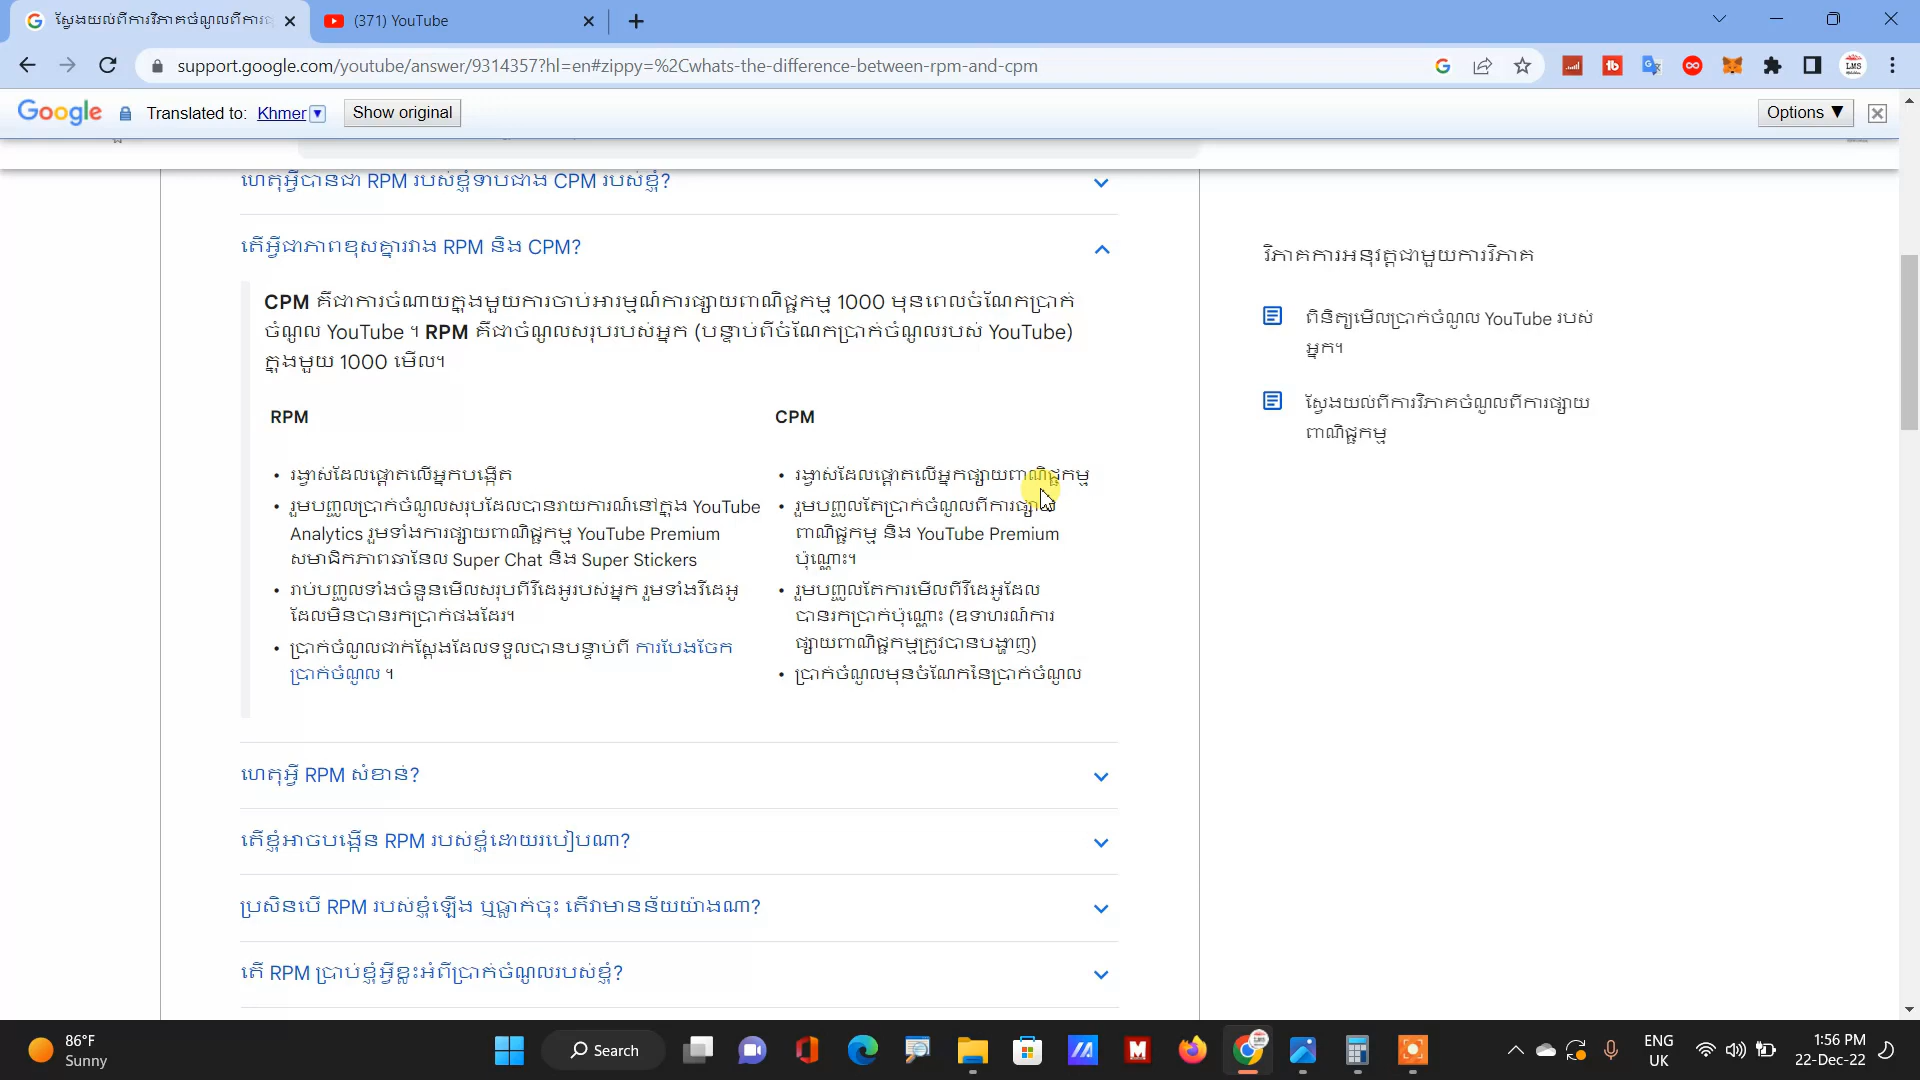 ស្វែងយល់ពីការវិភាគចំណូលពីការផ្ស
(371) YouTube
support.google.com/youtube/answer/9314357?hl=en#zippy=%2Cwhats-the-difference-between-rpm-and-cpm
Google Translated to: Khmer Show original Options ▼
ហេតុអ្វីបានជា RPM របស់ខ្ញុំទាបជាង CPM របស់ខ្ញុំ?
តើអ្វីជាភាពខុសគ្នារវាង RPM និង CPM?
CPM គឺជាការចំណាយក្នុងមួយការចាប់អារម្មណ៍ការផ្សាយពាណិជ្ជកម្ម 1000 មុនពេលចំណែកប្រាក់
ចំណូល YouTube ។ RPM គឺជាចំណូលសរុបរបស់អ្នក (បន្ទាប់ពីចំណែកប្រាក់ចំណូលរបស់ YouTube)
ក្នុងមួយ 1000 មើល។
RPM
• រង្វាស់ដែលផ្តោតលើអ្នកបង្កើត
• រួមបញ្ចូលប្រាក់ចំណូលសរុបដែលបានរាយការណ៍នៅក្នុង YouTube
Analytics រួមទាំងការផ្សាយពាណិជ្ជកម្ម YouTube Premium
សមាជិកភាពឆានែល Super Chat និង Super Stickers
• រាប់បញ្ចូលទាំងចំនួនមើលសរុបពីវីដេអូរបស់អ្នក រួមទាំងវីដេអូ
ដែលមិនបានរកប្រាក់ផងដែរ។
• ប្រាក់ចំណូលជាក់ស្តែងដែលទទួលបានបន្ទាប់ពី ការបែងចែក
ប្រាក់ចំណូល ។
CPM
• រង្វាស់ដែលផ្តោតលើអ្នកផ្សាយពាណិជ្ជកម្ម
• រួមបញ្ចូលតែប្រាក់ចំណូលពីការផ្សាយ
ពាណិជ្ជកម្ម និង YouTube Premium
ប៉ុណ្ណោះ។
• រួមបញ្ចូលតែការមើលពីវីដេអូដែល
បានរកប្រាក់ប៉ុណ្ណោះ (ឧទាហរណ៍ការ
ផ្សាយពាណិជ្ជកម្មត្រូវបានបង្ហាញ)
• ប្រាក់ចំណូលមុនចំណែកនៃប្រាក់ចំណូល
ហេតុអ្វី RPM សំខាន់?
តើខ្ញុំអាចបង្កើន RPM របស់ខ្ញុំដោយរបៀបណា?
ប្រសិនបើ RPM របស់ខ្ញុំឡើង ឬធ្លាក់ចុះ តើវាមានន័យយ៉ាងណា?
តើ RPM ប្រាប់ខ្ញុំអ្វីខ្លះអំពីប្រាក់ចំណូលរបស់ខ្ញុំ?
វិភាគការអនុវត្តជាមួយការវិភាគ
ពិនិត្យមើលប្រាក់ចំណូល YouTube របស់
អ្នក។
ស្វែងយល់ពីការវិភាគចំណូលពីការផ្សាយ
ពាណិជ្ជកម្ម
86°F
Sunny
Search
ENG
UK
1:56 PM
22-Dec-22